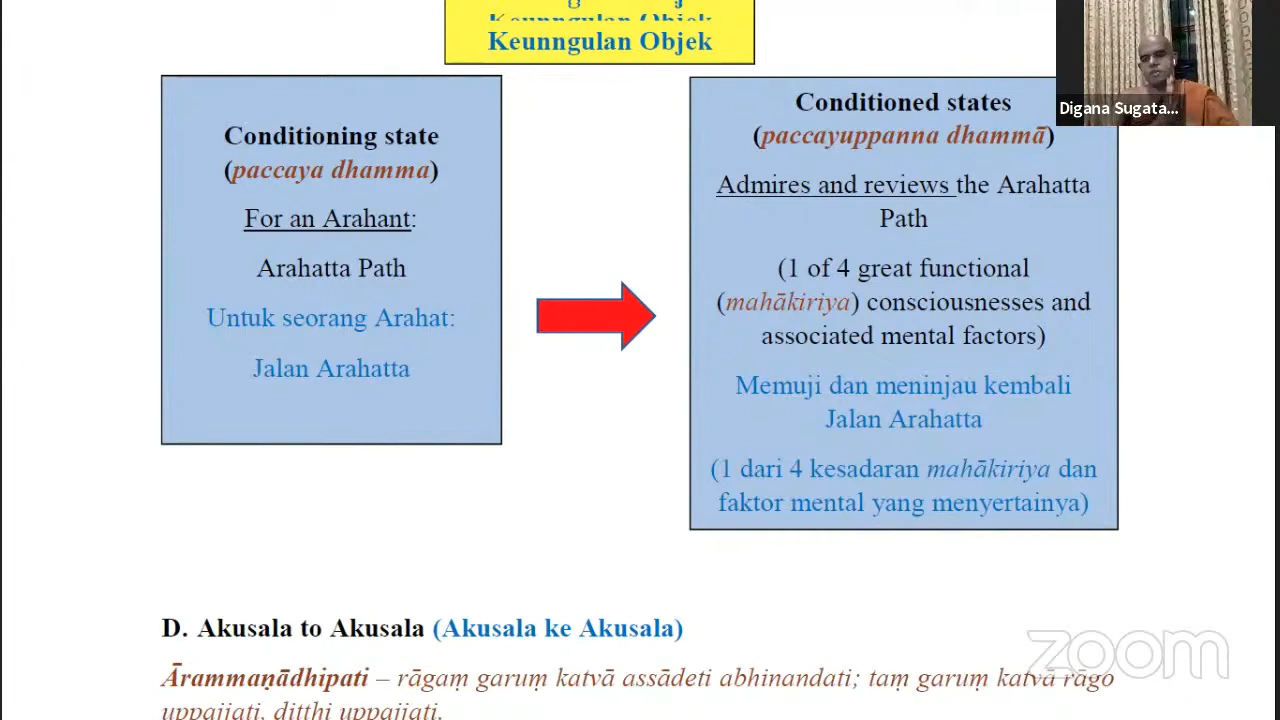 Keunngulan Objek
Keunngulan Objek
Conditioning state
(paccaya dhamma)
For an Arahant:
Arahatta Path
Untuk seorang Arahat:
Jalan Arahatta
Conditioned states
(paccayuppanna dhammā)
Admires and reviews the Arahatta
Path
(1 of 4 great functional
(mahākiriya) consciousnesses and
associated mental factors)
Memuji dan meninjau kembali
Jalan Arahatta
(1 dari 4 kesadaran mahākiriya dan
faktor mental yang menyertainya)
Digana Sugata...
D. Akusala to Akusala (Akusala ke Akusala)
Ārammaṇādhipati – rāgaṃ garuṃ katvā assādeti abhinandati; taṃ garuṃ katvā rāgo
uppajjati, diṭṭhi uppajjati.
zoom